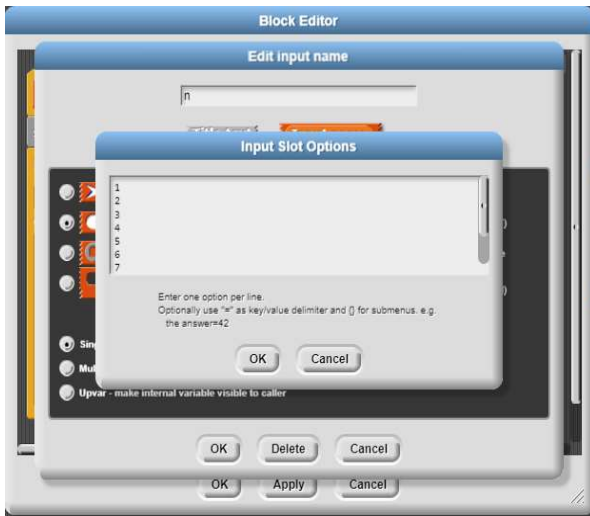 Block Editor
Edit input name
n
Input Slot Options
1
2
3
4
5
6
7
Enter one option per line.
Optionally use "=" as key/value delimiter and {} for submenus. e.g.
the answer=42
OK Cancel
Upvar - make internal variable visible to caller
OK Delete Cancel
OK Apply Cancel